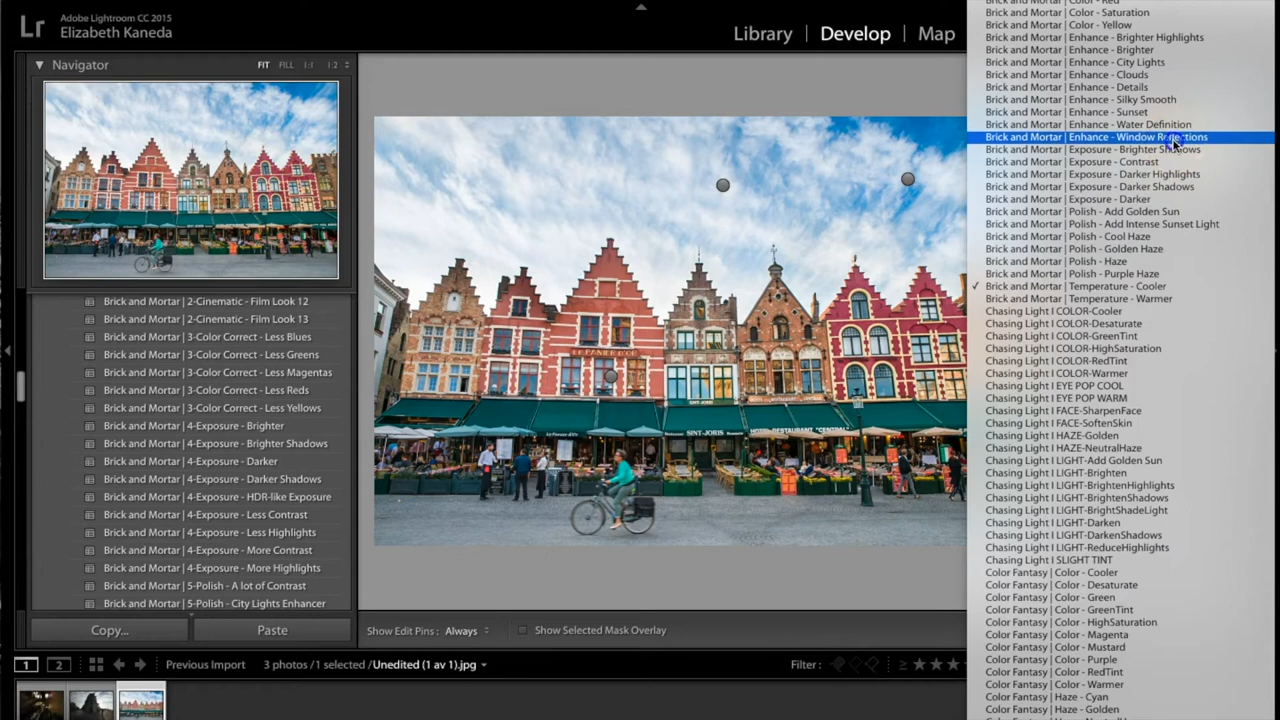 Lr
Adobe Lightroom CC 2015
Elizabeth Kaneda
Library | Develop | Map
Navigator
FIT FILL 1:1 1:2
Brick and Mortar | 2-Cinematic - Film Look 12
Brick and Mortar | 2-Cinematic - Film Look 13
Brick and Mortar | 3-Color Correct - Less Blues
Brick and Mortar | 3-Color Correct - Less Greens
Brick and Mortar | 3-Color Correct - Less Magentas
Brick and Mortar | 3-Color Correct - Less Reds
Brick and Mortar | 3-Color Correct - Less Yellows
Brick and Mortar | 4-Exposure - Brighter
Brick and Mortar | 4-Exposure - Brighter Shadows
Brick and Mortar | 4-Exposure - Darker
Brick and Mortar | 4-Exposure - Darker Shadows
Brick and Mortar | 4-Exposure - HDR-like Exposure
Brick and Mortar | 4-Exposure - Less Contrast
Brick and Mortar | 4-Exposure - Less Highlights
Brick and Mortar | 4-Exposure - More Contrast
Brick and Mortar | 4-Exposure - More Highlights
Brick and Mortar | 5-Polish - A lot of Contrast
Brick and Mortar | 5-Polish - City Lights Enhancer
Copy... Paste
LE PANIER D'OR
SINT-JORIS
Le Panier d'Or
SINT-JORIS
HOTEL-RESTAURANT "CENTRAL"
Show Edit Pins : Always
Show Selected Mask Overlay
1 2 Previous Import 3 photos /1 selected /Unedited (1 av 1).jpg
Filter :
Brick and Mortar | Color - Red
Brick and Mortar | Color - Saturation
Brick and Mortar | Color - Yellow
Brick and Mortar | Enhance - Brighter Highlights
Brick and Mortar | Enhance - Brighter
Brick and Mortar | Enhance - City Lights
Brick and Mortar | Enhance - Clouds
Brick and Mortar | Enhance - Details
Brick and Mortar | Enhance - Silky Smooth
Brick and Mortar | Enhance - Sunset
Brick and Mortar | Enhance - Water Definition
Brick and Mortar | Enhance - Window Reflections
Brick and Mortar | Exposure - Brighter Shadows
Brick and Mortar | Exposure - Contrast
Brick and Mortar | Exposure - Darker Highlights
Brick and Mortar | Exposure - Darker Shadows
Brick and Mortar | Exposure - Darker
Brick and Mortar | Polish - Add Golden Sun
Brick and Mortar | Polish - Add Intense Sunset Light
Brick and Mortar | Polish - Cool Haze
Brick and Mortar | Polish - Golden Haze
Brick and Mortar | Polish - Haze
Brick and Mortar | Polish - Purple Haze
✓ Brick and Mortar | Temperature - Cooler
Brick and Mortar | Temperature - Warmer
Chasing Light I COLOR-Cooler
Chasing Light I COLOR-Desaturate
Chasing Light I COLOR-GreenTint
Chasing Light I COLOR-HighSaturation
Chasing Light I COLOR-RedTint
Chasing Light I COLOR-Warmer
Chasing Light I EYE POP COOL
Chasing Light I EYE POP WARM
Chasing Light I FACE-SharpenFace
Chasing Light I FACE-SoftenSkin
Chasing Light I HAZE-Golden
Chasing Light I HAZE-NeutralHaze
Chasing Light I LIGHT-Add Golden Sun
Chasing Light I LIGHT-Brighten
Chasing Light I LIGHT-BrightenHighlights
Chasing Light I LIGHT-BrightenShadows
Chasing Light I LIGHT-BrightShadeLight
Chasing Light I LIGHT-Darken
Chasing Light I LIGHT-DarkenShadows
Chasing Light I LIGHT-ReduceHighlights
Chasing Light I SLIGHT TINT
Color Fantasy | Color - Cooler
Color Fantasy | Color - Desaturate
Color Fantasy | Color - Green
Color Fantasy | Color - GreenTint
Color Fantasy | Color - HighSaturation
Color Fantasy | Color - Magenta
Color Fantasy | Color - Mustard
Color Fantasy | Color - Purple
Color Fantasy | Color - RedTint
Color Fantasy | Color - Warmer
Color Fantasy | Haze - Cyan
Color Fantasy | Haze - Golden